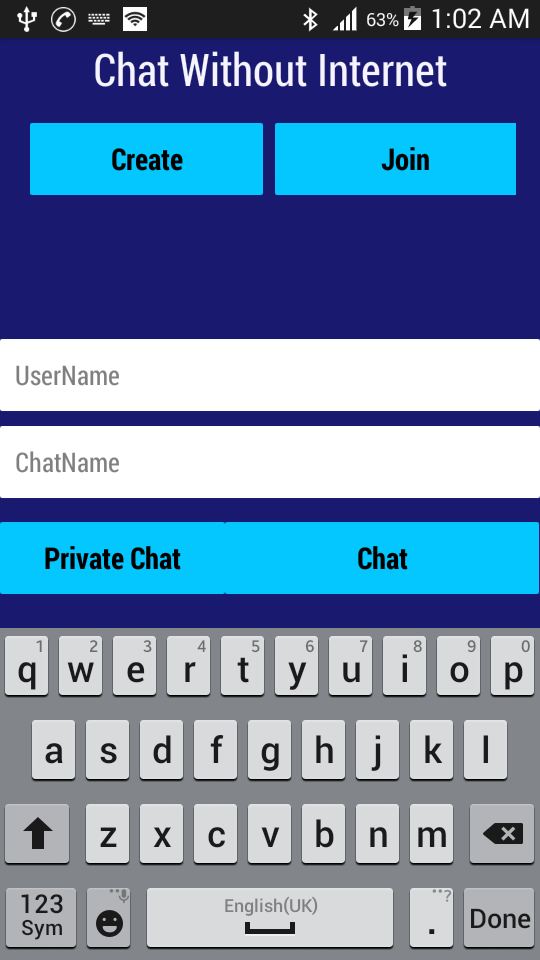 63% 1:02 AM
Chat Without Internet
Create Join
UserName
ChatName
Private Chat Chat
1 2 3 4 5 6 7 8 9 0
q w e r t y u i o p
a s d f g h j k l
z x c v b n m
123 ?
Sym English(UK) . Done